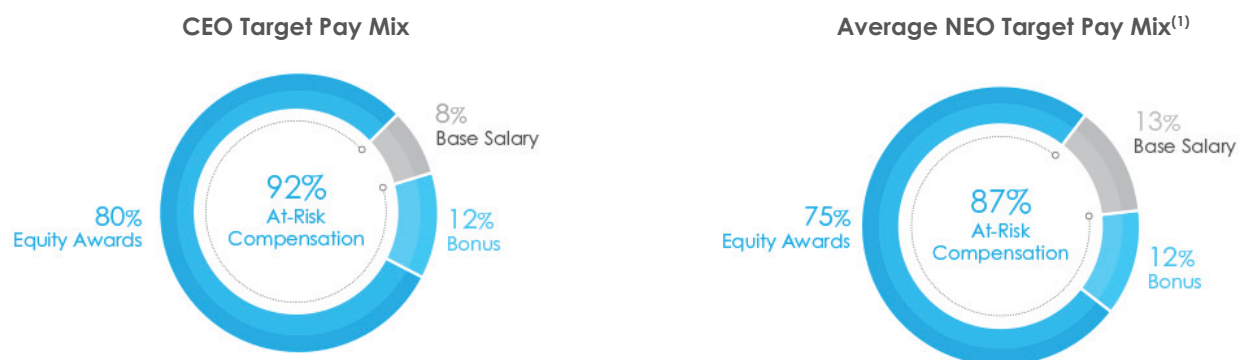 CEO Target Pay Mix
80%
Equity Awards
92%
At-Risk
Compensation
8%
Base Salary
12%
Bonus
Average NEO Target Pay Mix(1)
75%
Equity Awards
87%
At-Risk
Compensation
13%
Base Salary
12%
Bonus